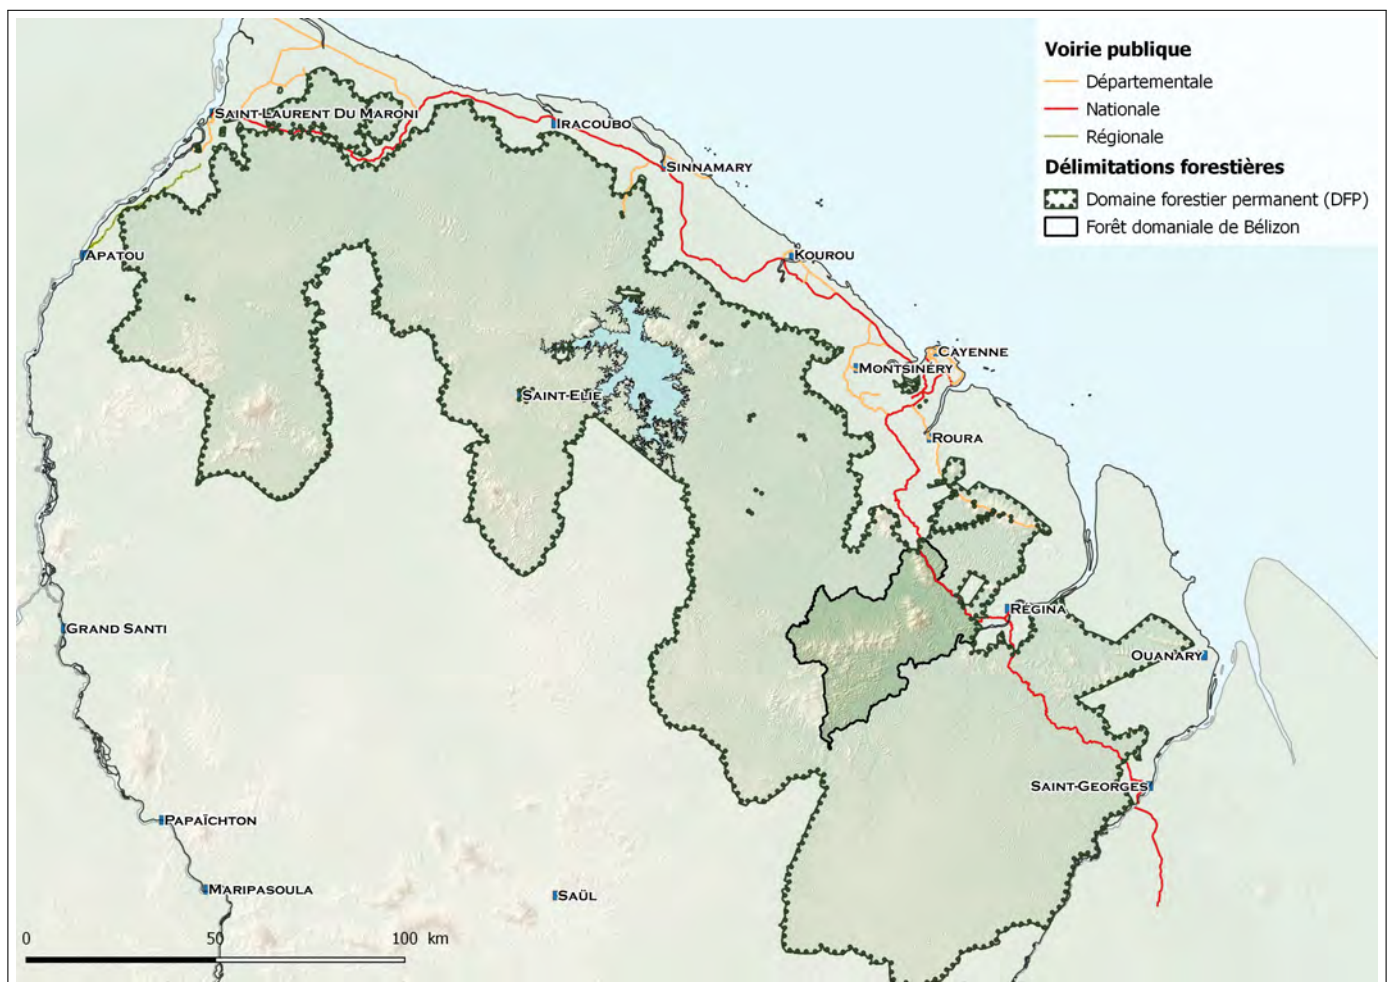 Voirie publique
Départementale
Nationale
Régionale
Délimitations forestières
Domaine forestier permanent (DFP)
Forêt domaniale de Bélizon
SAINT-LAURENT DU MARONI
IRACOUBO
SINNAMARY
APATOU
KOUROU
CAYENNE
MONTSINÉRY
SAINT-ELIE
ROURA
RÉGINA
GRAND SANTI
OUANARY
SAINT-GEORGES
PAPAÏCHTON
MARIPASOULA
SAÜL
0 50 100 km